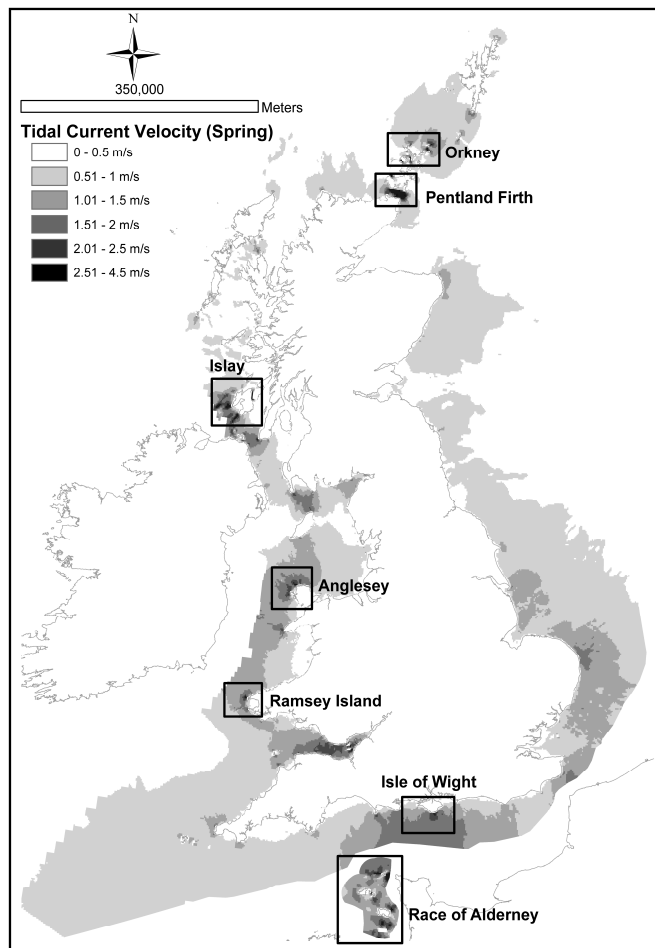 N
350,000
Meters
Tidal Current Velocity (Spring)
0 - 0.5 m/s
0.51 - 1 m/s
1.01 - 1.5 m/s
1.51 - 2 m/s
2.01 - 2.5 m/s
2.51 - 4.5 m/s
Orkney
Pentland Firth
Islay
Anglesey
Ramsey Island
Isle of Wight
Race of Alderney